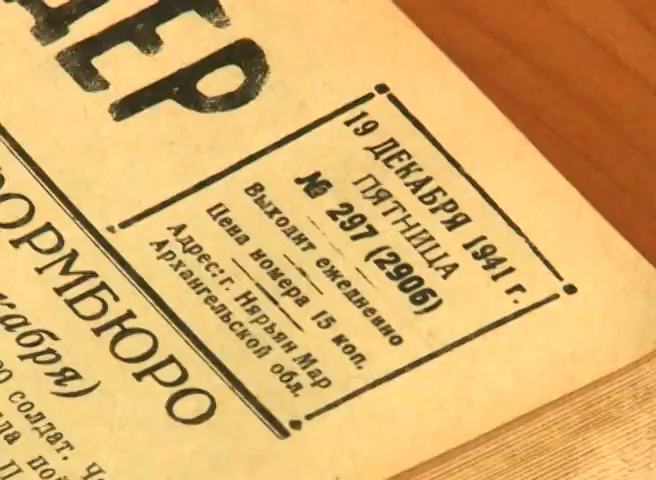 ДЕР
19 ДЕКАБРЯ 1941 г.
ПЯТНИЦА
№ 297 (2906)
Выходит ежедневно
Цена номера 15 коп.
Адрес: г. Нярьян Мар
Архангельской обл.
ОРМБЮРО
кабря)
солдат.